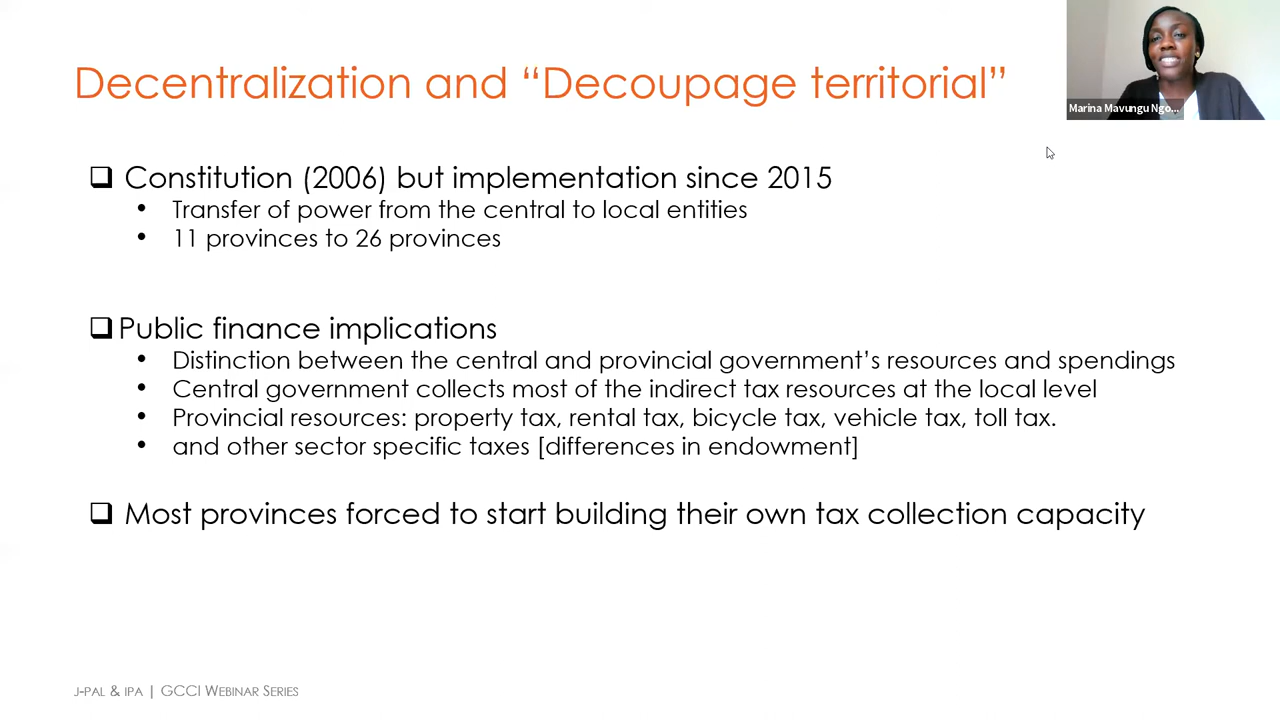 Decentralization and “Decoupage territorial”
Marina Mavungu Ngo...
Constitution (2006) but implementation since 2015
• Transfer of power from the central to local entities
• 11 provinces to 26 provinces
Public finance implications
• Distinction between the central and provincial government’s resources and spendings
• Central government collects most of the indirect tax resources at the local level
• Provincial resources: property tax, rental tax, bicycle tax, vehicle tax, toll tax.
• and other sector specific taxes [differences in endowment]
Most provinces forced to start building their own tax collection capacity
J-PAL & IPA | GCCI WEBINAR SERIES